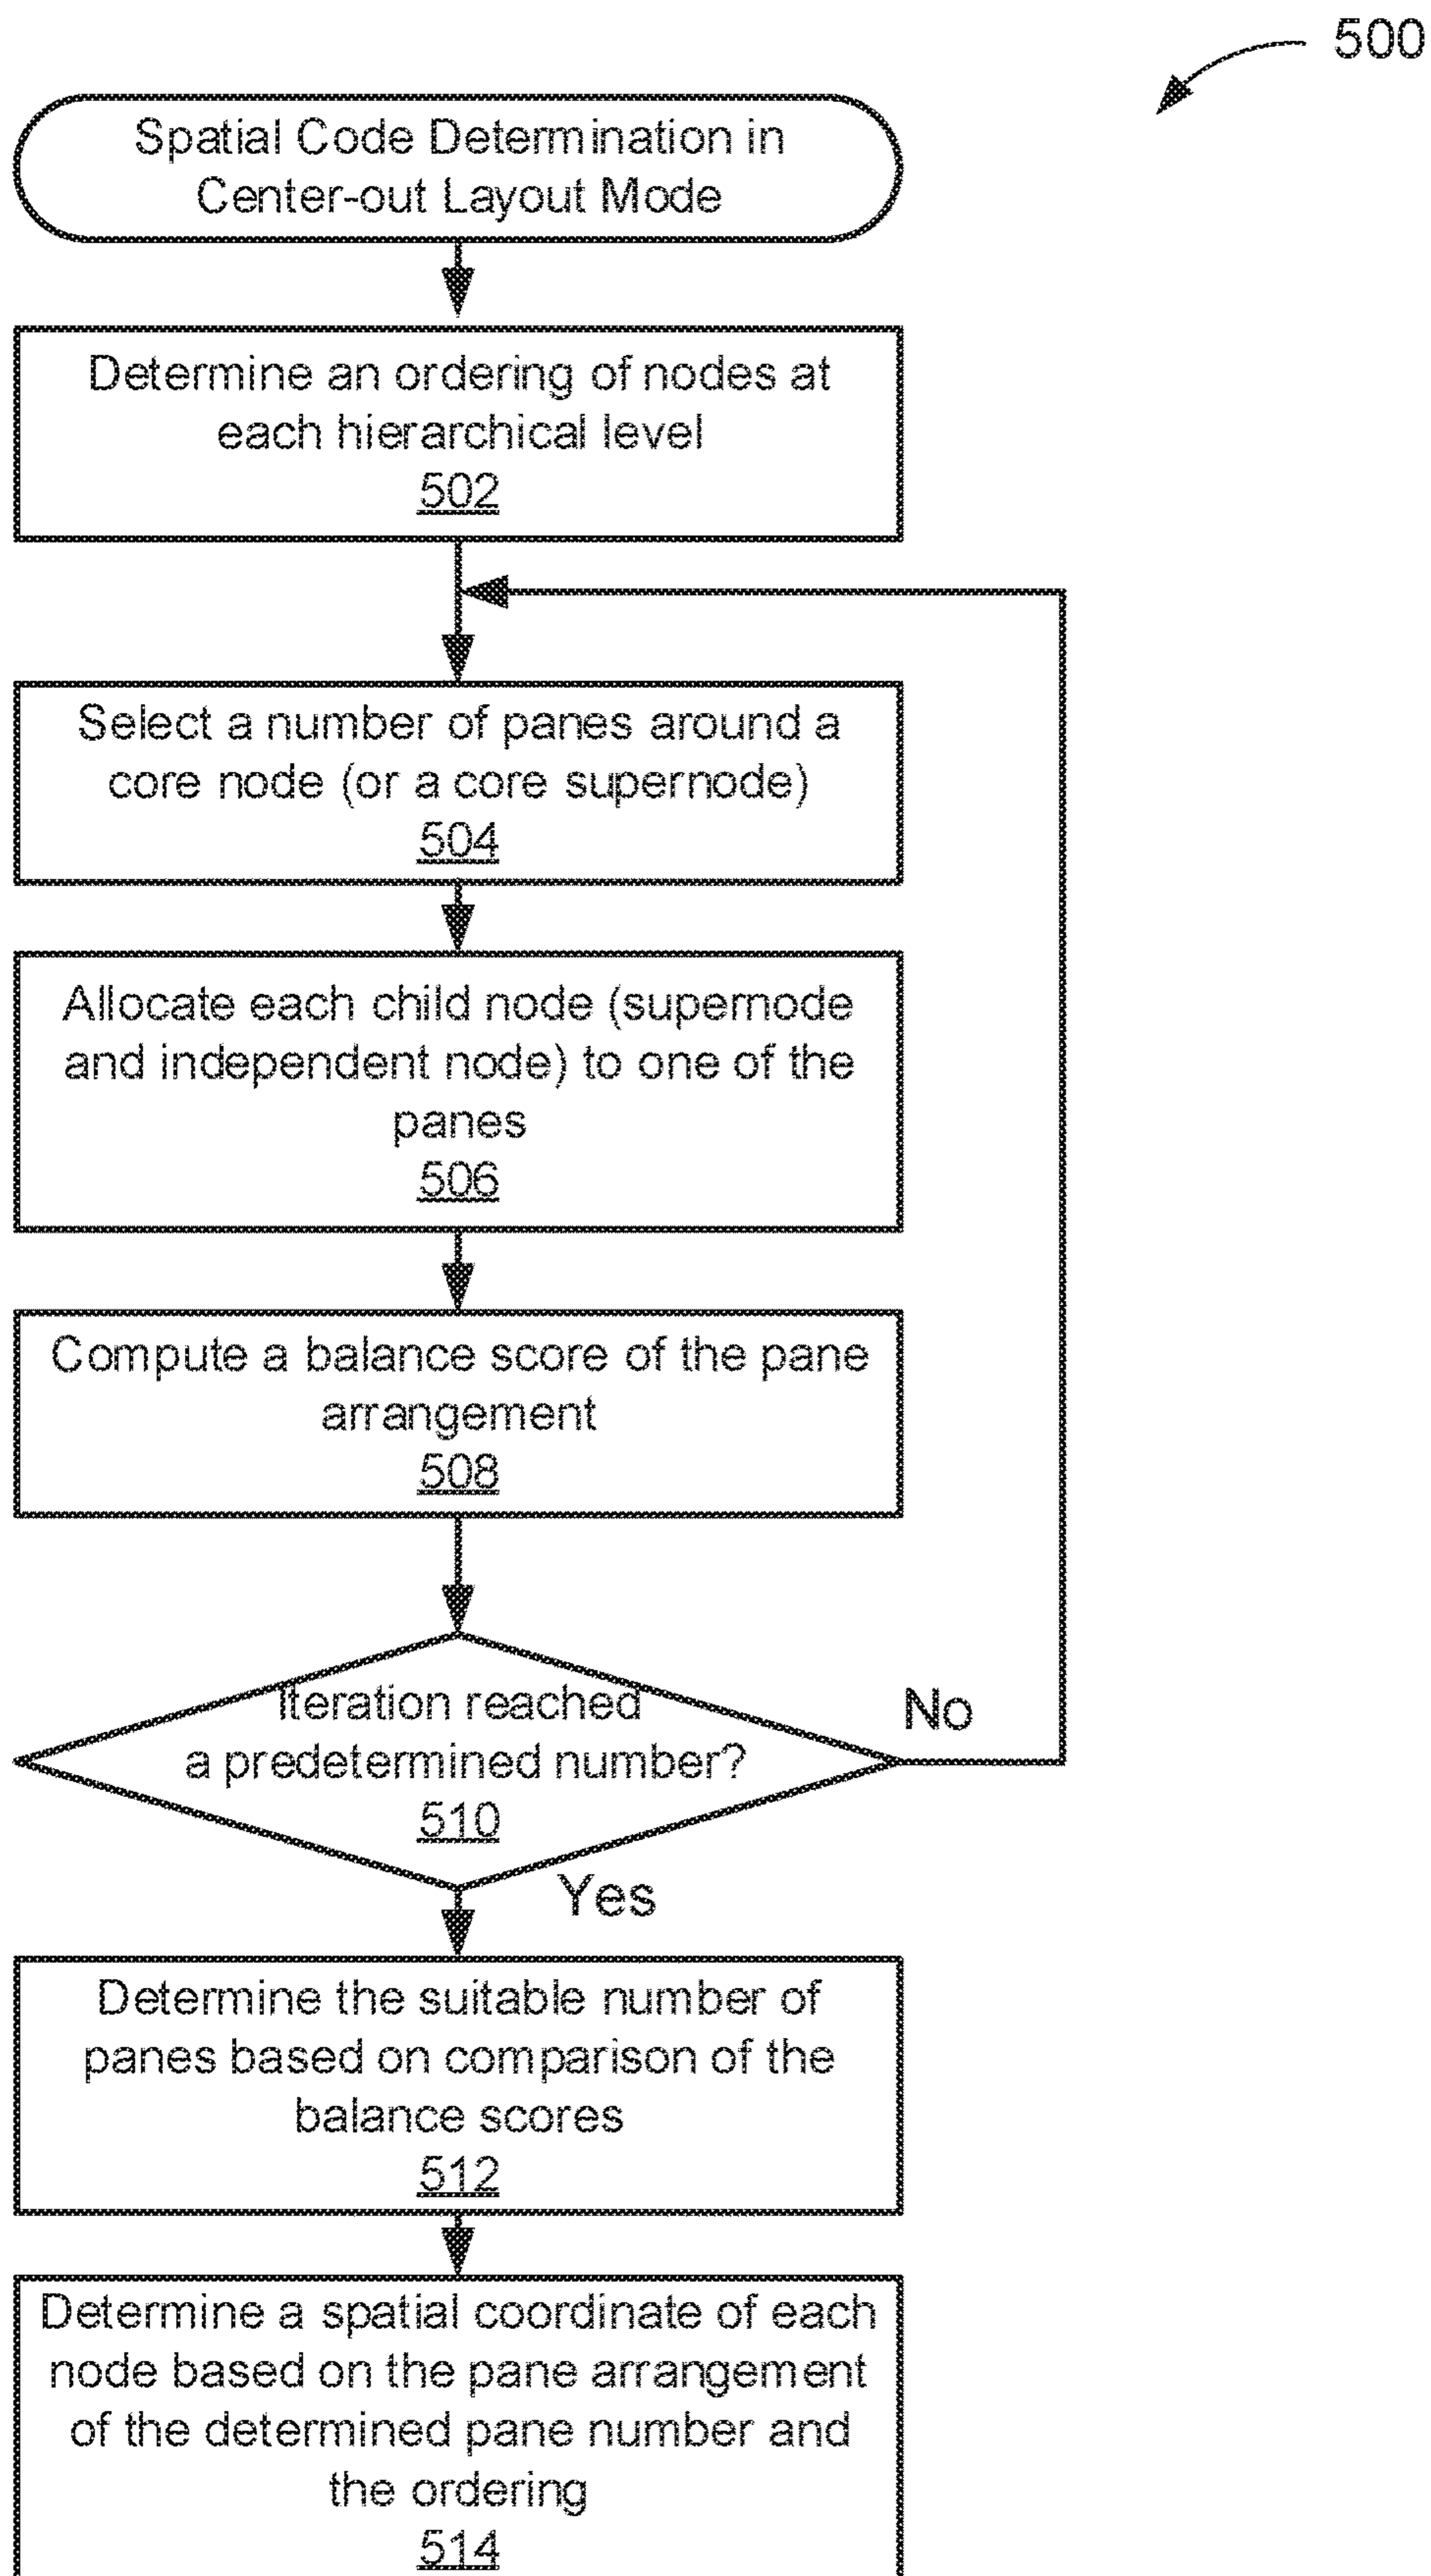 500
Spatial Code Determination in
Center-out Layout Mode
Determine an ordering of nodes at
each hierarchical level
502
Select a number of panes around a
core node (or a core supernode)
504
Allocate each child node (supernode
and independent node) to one of the
panes
506
Compute a balance score of the pane
arrangement
508
Iteration reached
a predetermined number?
510
No
Yes
Determine the suitable number of
panes based on comparison of the
balance scores
512
Determine a spatial coordinate of each
node based on the pane arrangement
of the determined pane number and
the ordering
514